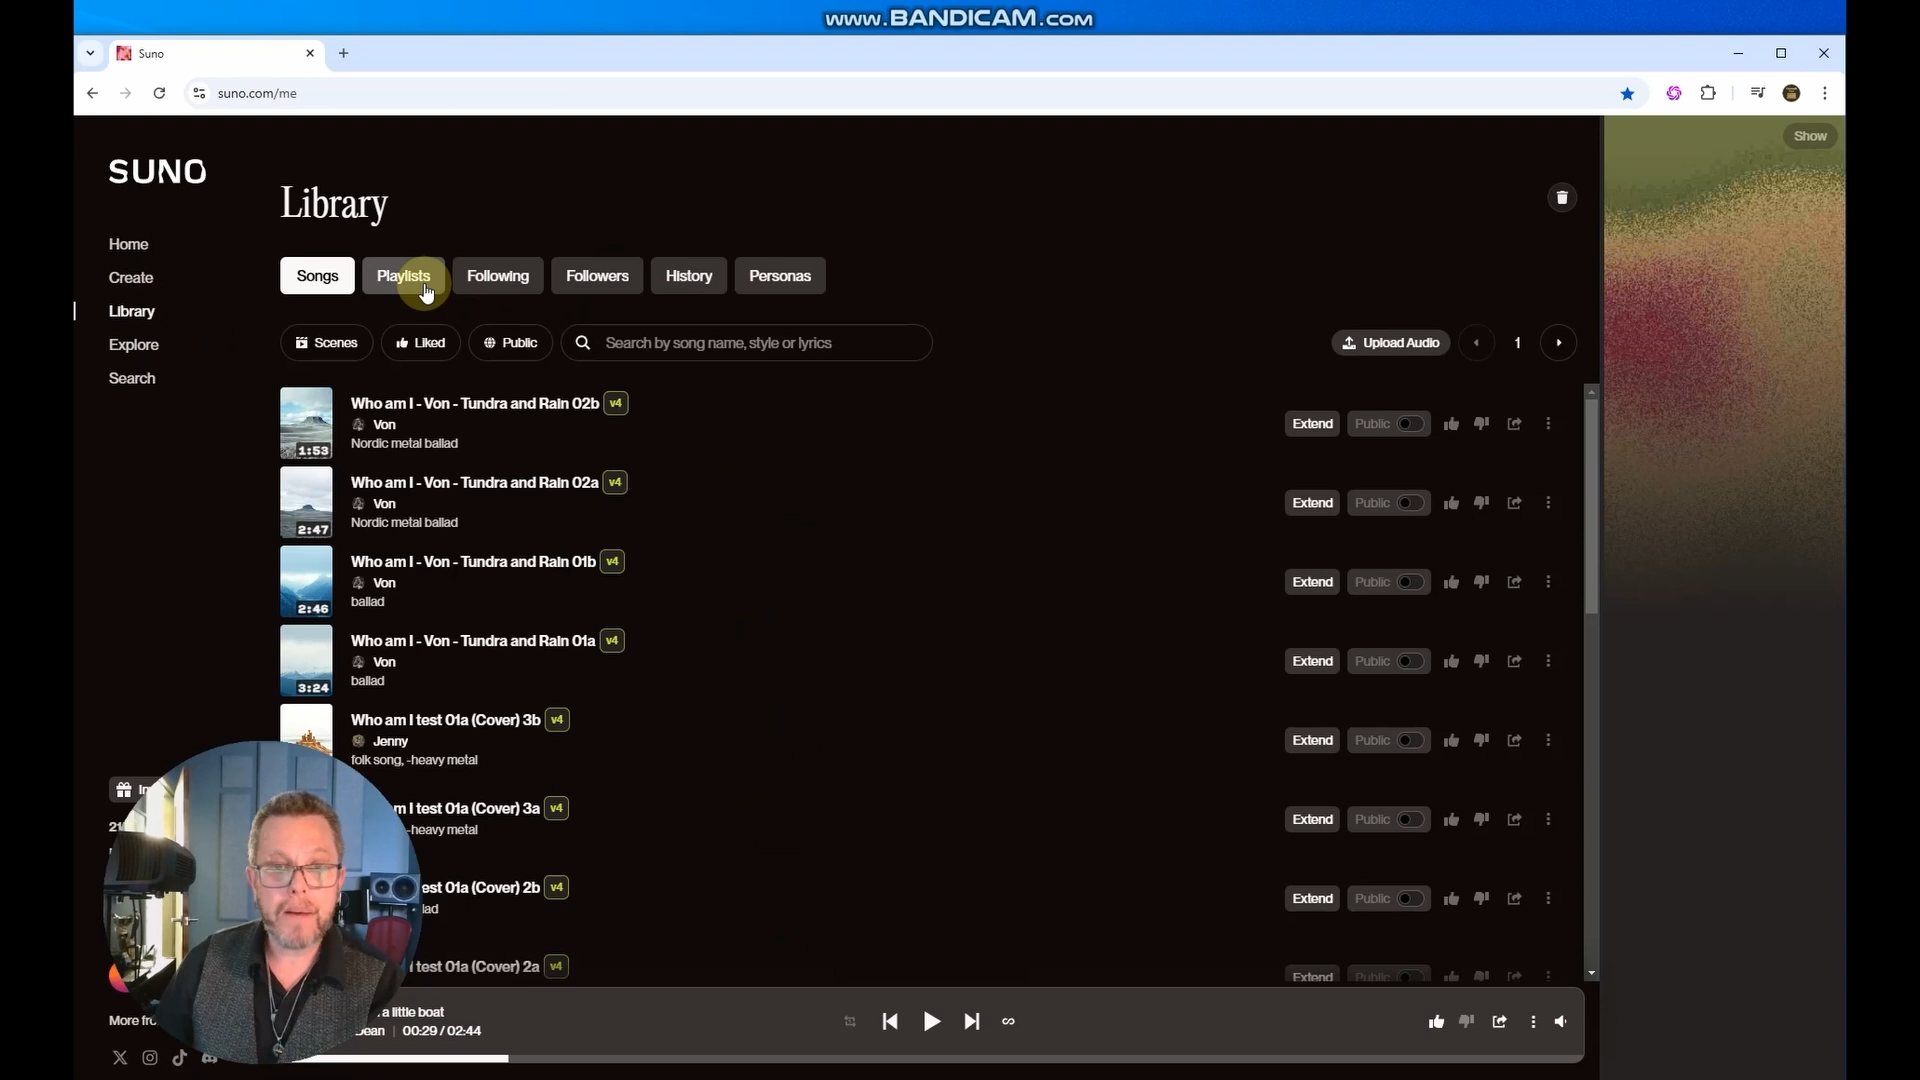 www.BANDICAM.com
Suno
suno.com/me
Show
SUNO
Library
Home
Create
Library
Explore
Search
Songs
Playlists
Following
Followers
History
Personas
Scenes
Liked
Public
Search by song name, style or lyrics
Upload Audio
1
Who am I - Von - Tundra and Rain 02b v4
Von
Nordic metal ballad
1:53
Extend
Public
Who am I - Von - Tundra and Rain 02a v4
Von
Nordic metal ballad
2:47
Extend
Public
Who am I - Von - Tundra and Rain 01b v4
Von
ballad
2:46
Extend
Public
Who am I - Von - Tundra and Rain 01a v4
Von
ballad
3:24
Extend
Public
Who am I test 01a (Cover) 3b v4
Jenny
folk song, -heavy metal
Extend
Public
m I test 01a (Cover) 3a v4
-heavy metal
Extend
Public
est 01a (Cover) 2b v4
lad
Extend
Public
t test 01a (Cover) 2a v4
Extend
Public
a little boat
Dean | 00:29 / 02:44
More fro